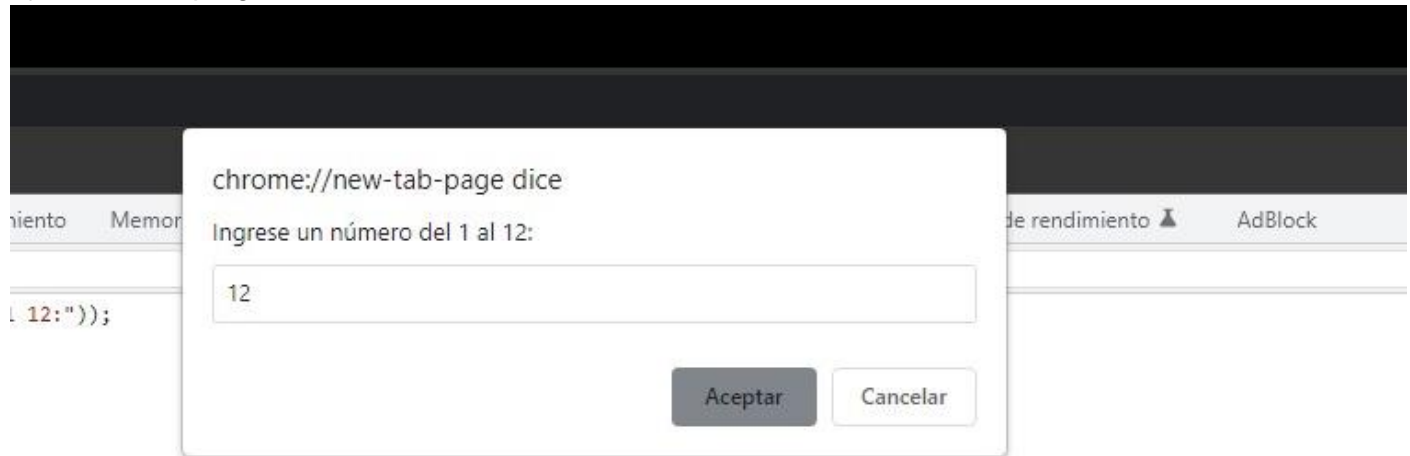 chrome://new-tab-page dice
Memor
de rendimiento AdBlock
Ingrese un número del 1 al 12:
12
12:"));
Aceptar Cancelar